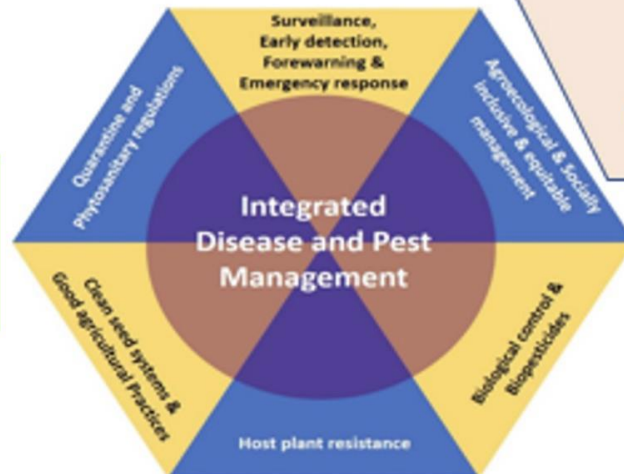 Surveillance,
Early detection,
Forewarning &
Emergency response
Quarantine and
Phytosanitary regulations
Agroecological & socially
inclusive & equitable
management
Integrated
Disease and Pest
Management
Clean seed systems &
Good agricultural Practices
Biological control &
Biopesticides
Host plant resistance